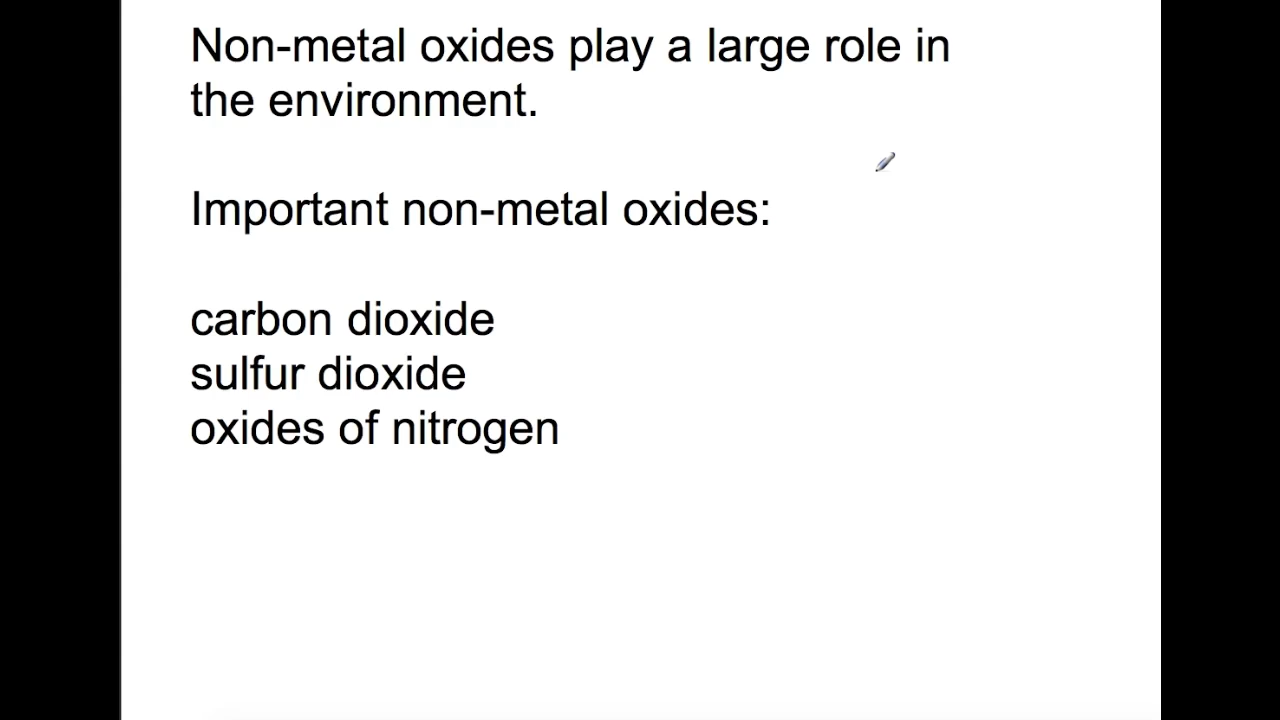 Non-metal oxides play a large role in
the environment.
Important non-metal oxides:
carbon dioxide
sulfur dioxide
oxides of nitrogen